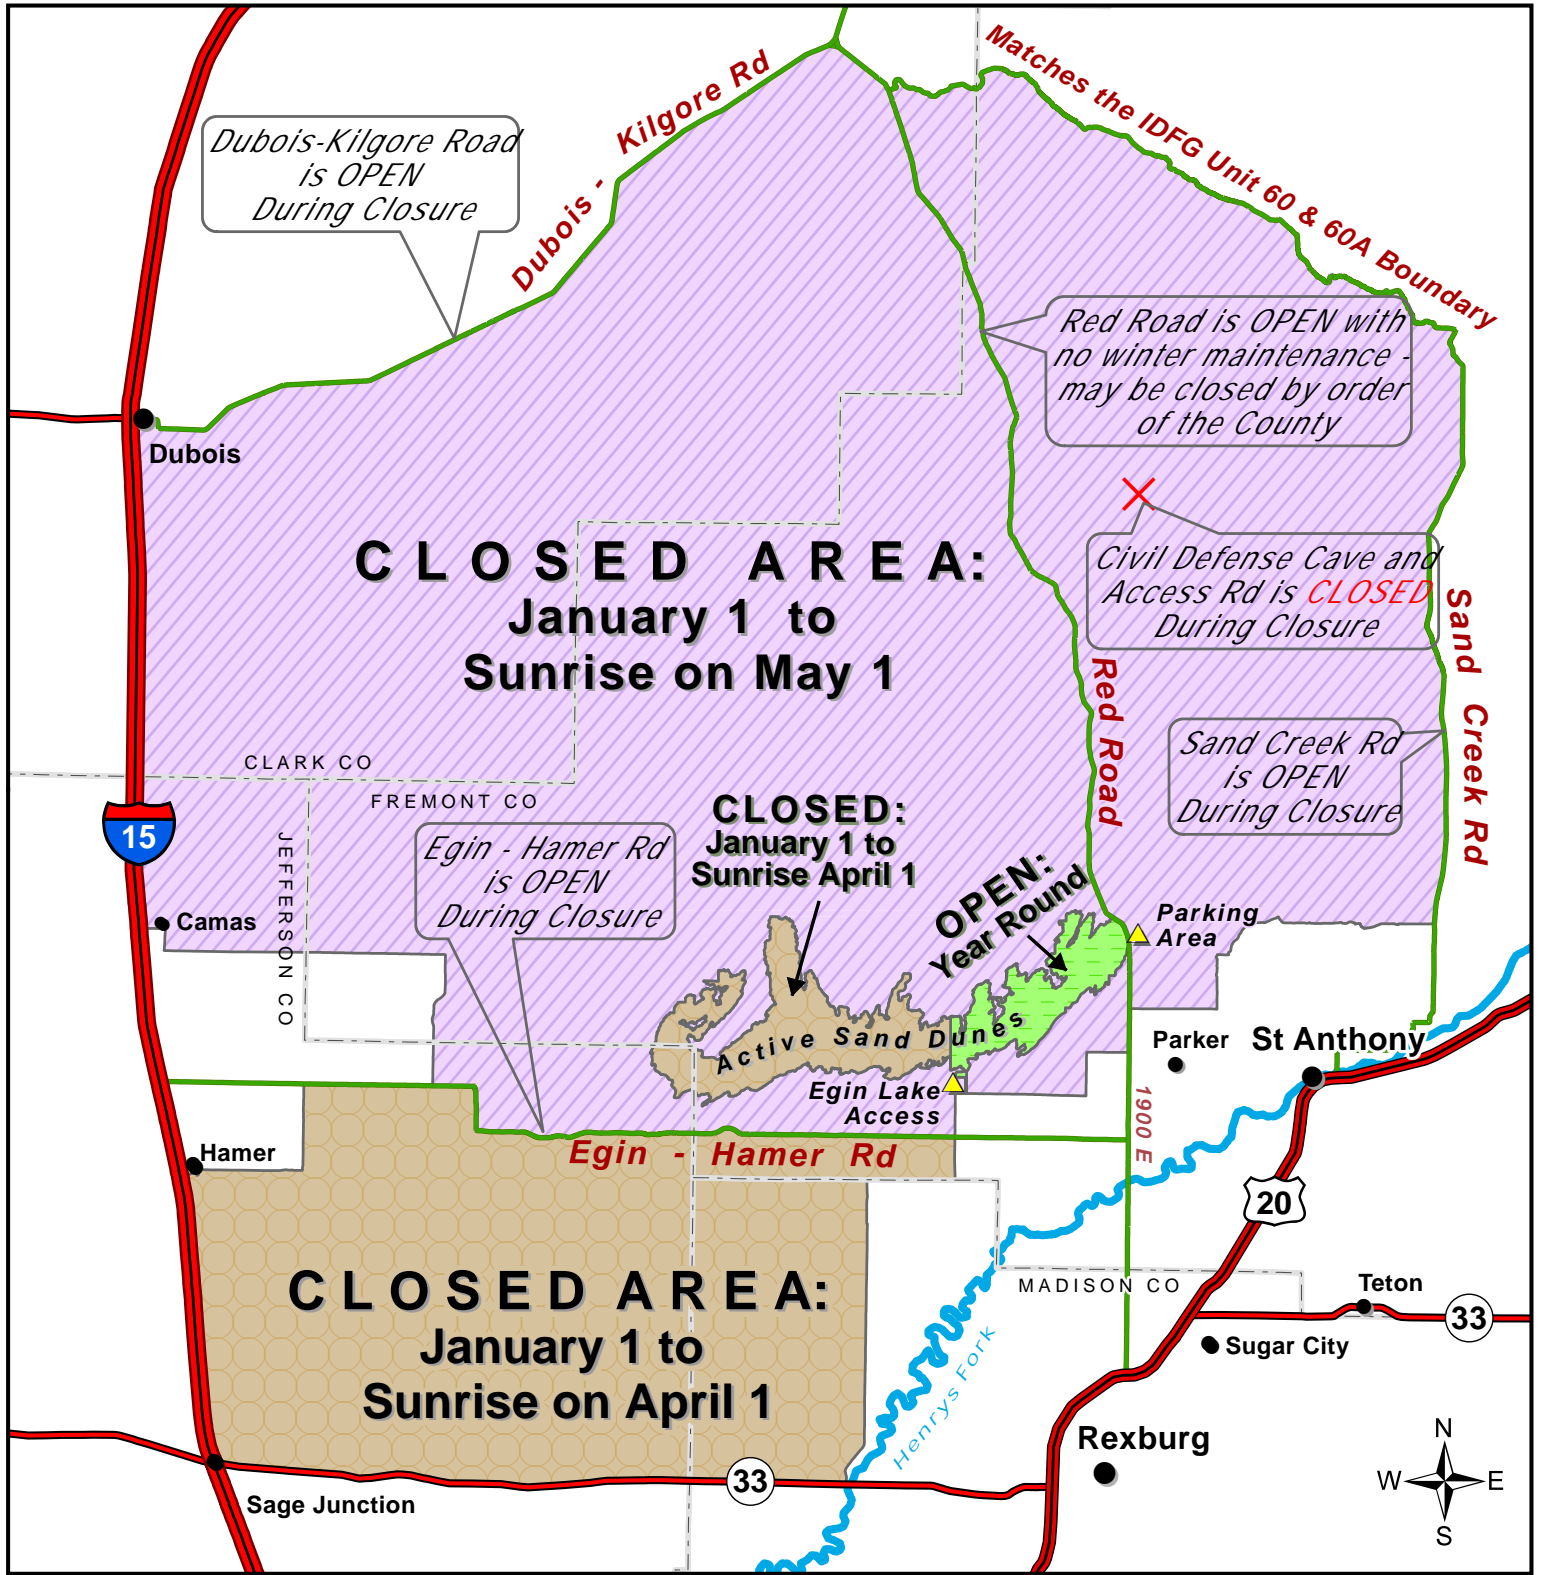 Matches the IDFG Unit 60 & 60A Boundary
Dubois - Kilgore Rd
Dubois-Kilgore Road
is OPEN
During Closure
Red Road is OPEN with
no winter maintenance -
may be closed by order
of the County
Dubois
Civil Defense Cave and
Access Rd is CLOSED
During Closure
CLOSED AREA:
January 1 to
Sunrise on May 1
Sand Creek Rd
Red Road
Sand Creek Rd
is OPEN
During Closure
CLARK CO
FREMONT CO
JEFFERSON CO
15
CLOSED:
January 1 to
Sunrise April 1
Egin - Hamer Rd
is OPEN
During Closure
OPEN:
Year Round
Parking
Area
Camas
Active Sand Dunes
Egin Lake
Access
Parker
St Anthony
1900 E
Hamer
Egin - Hamer Rd
20
CLOSED AREA:
January 1 to
Sunrise on April 1
MADISON CO
Teton
33
Sugar City
Henrys Fork
Rexburg
33
Sage Junction
N
W E
S